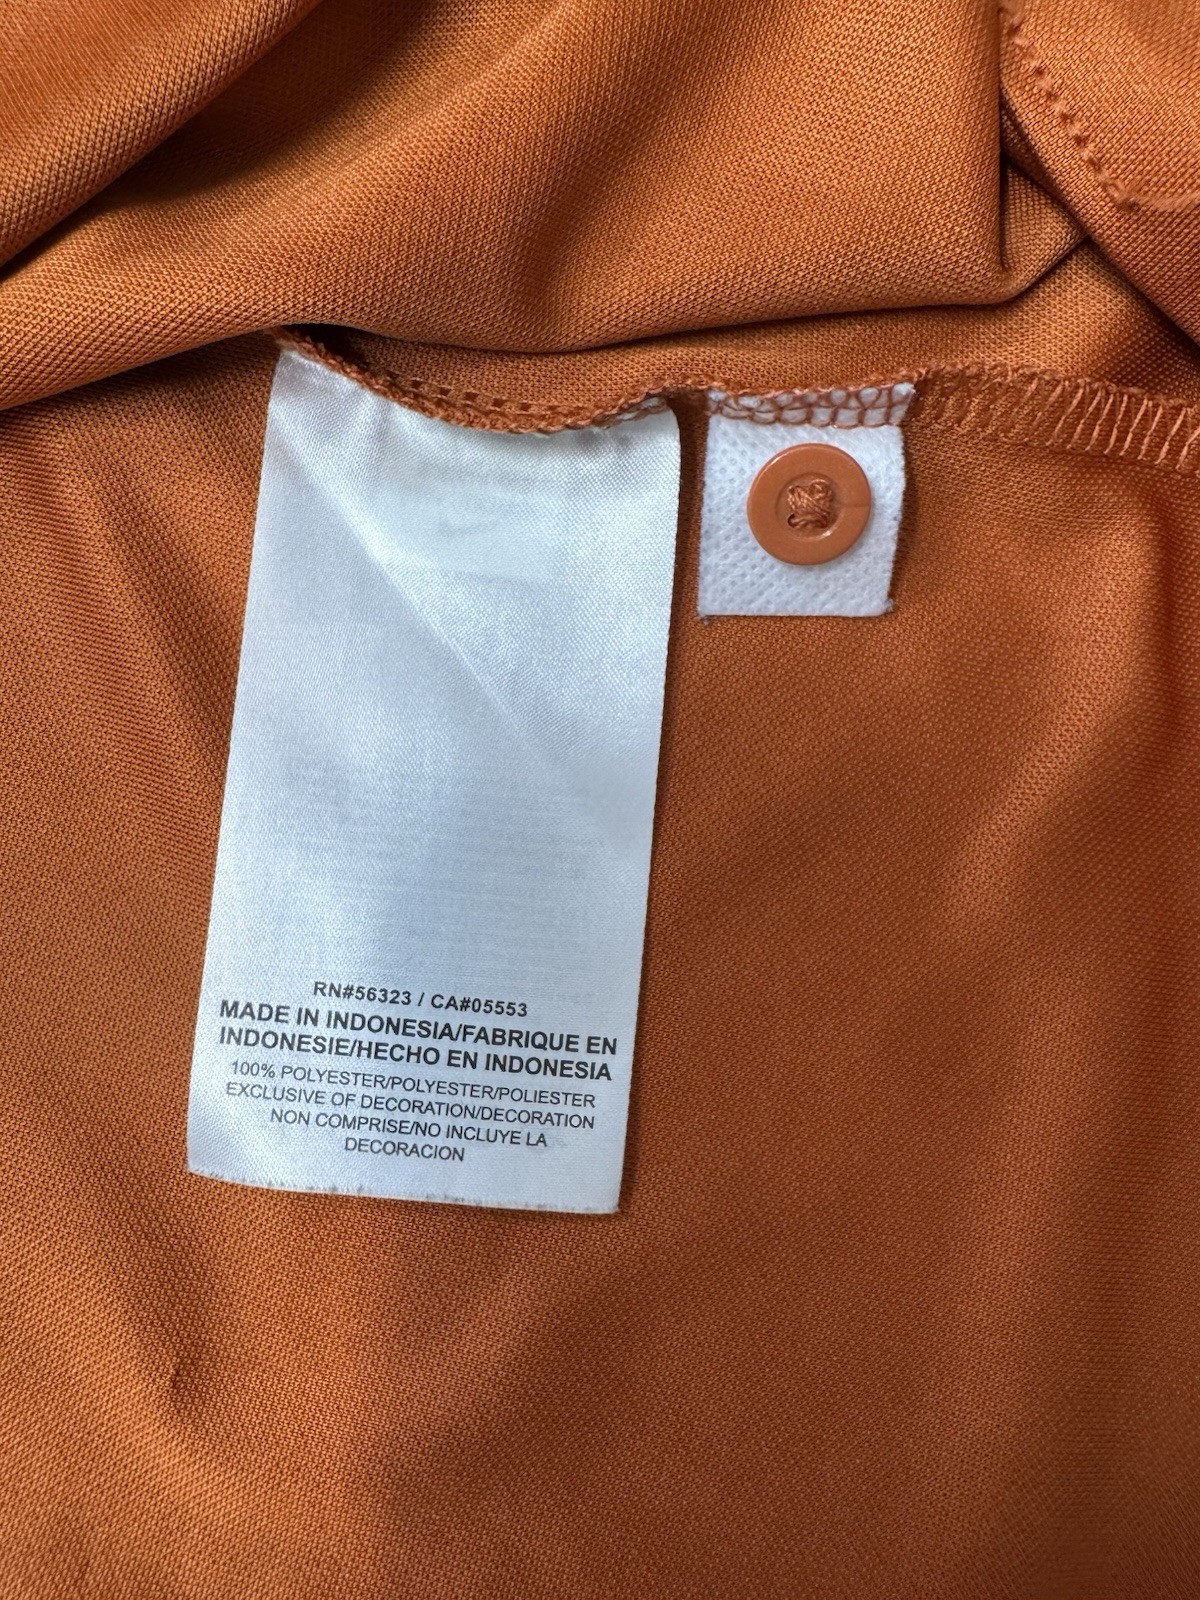 RN#56323 / CA#05553
MADE IN INDONESIA/FABRIQUE EN
INDONESIE/HECHO EN INDONESIA
100% POLYESTER/POLYESTER/POLIESTER
EXCLUSIVE OF DECORATION/DECORATION
NON COMPRISE/NO INCLUYE LA
DECORACION